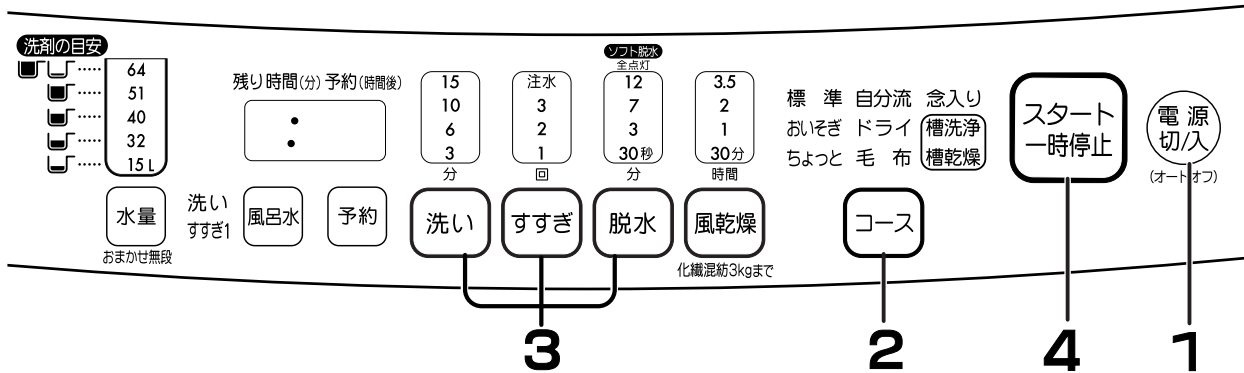 洗剤の目安
64
51
40
32
15L
水量
おまかせ無段
残り時間(分) 予約(時間後)
:
洗い
すすぎ1
風呂水
予約
15
10
6
3
分
洗い
注水
3
2
1
回
すすぎ
ソフト脱水
全点灯
12
7
3
30秒
分
脱水
3.5
2
1
30分
時間
風乾燥
化繊混紡3kgまで
標準 自分流 念入り
おいそぎ ドライ 槽洗浄
ちょっと 毛布 槽乾燥
コース
スタート
一時停止
電源
切/入
(オートオフ)
3
2
4
1